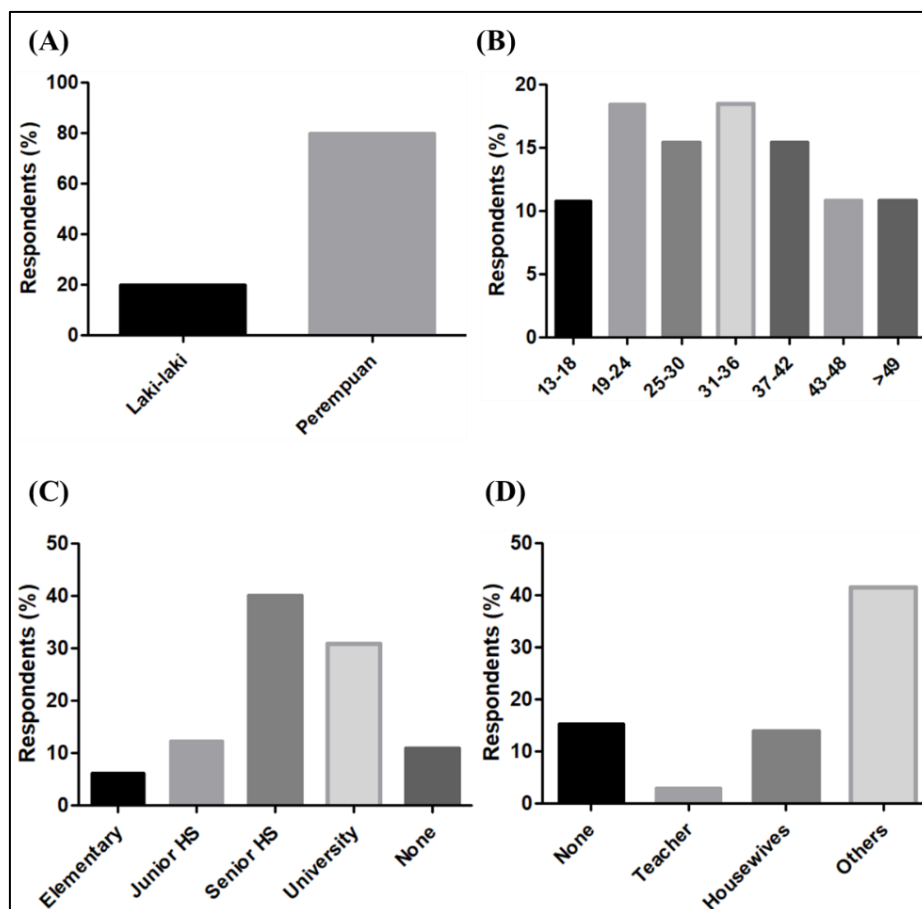 (A)
Respondents (%)
100
80
60
40
20
0
Laki-laki
Perempuan
(B)
Respondents (%)
20
15
10
5
0
13-18
19-24
25-30
31-36
37-42
43-48
>49
(C)
Respondents (%)
50
40
30
20
10
0
Elementary
Junior HS
Senior HS
University
None
(D)
Respondents (%)
50
40
30
20
10
0
None
Teacher
Housewives
Others